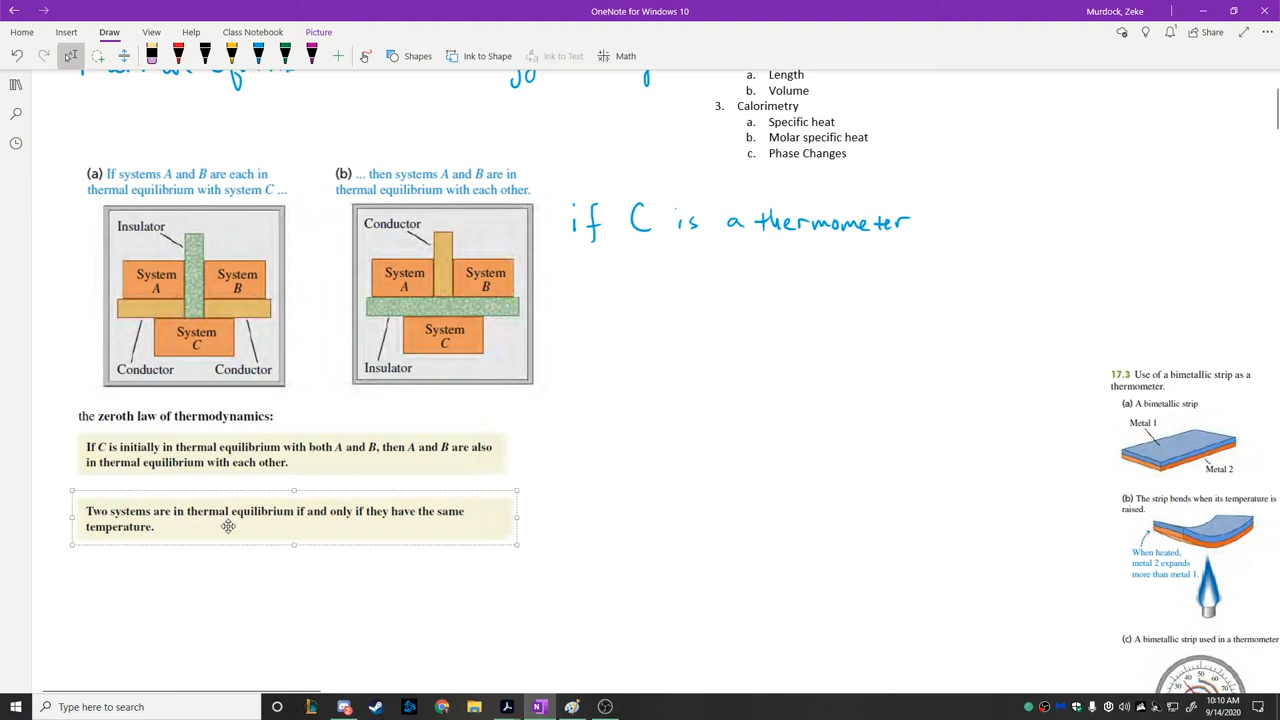 OneNote for Windows 10
Murdock, Zeke
Home Insert Draw View Help Picture
Share
Shapes Ink to Shape Ink to Text Math
a. Length
b. Volume
3. Calorimetry
a. Specific heat
b. Molar specific heat
c. Phase Changes
(a) If systems A and B are each in
thermal equilibrium with system C ...
Insulator
System
A
System
B
System
C
Conductor Conductor
(b) ... then systems A and B are in
thermal equilibrium with each other.
Conductor
System
A
System
B
System
C
Insulator
if C is a thermometer
the zeroth law of thermodynamics:
If C is initially in thermal equilibrium with both A and B, then A and B are also
in thermal equilibrium with each other.
Two systems are in thermal equilibrium if and only if they have the same
temperature.
17.3 Use of a bimetallic strip as a
thermometer.
(a) A bimetallic strip
Metal 1
Metal 2
(b) The strip bends when its temperature is
raised.
When heated,
metal 2 expands
more than metal 1.
(c) A bimetallic strip used in a thermometer
30 40 50 60 70
Type here to search
10:10 AM
9/14/2020